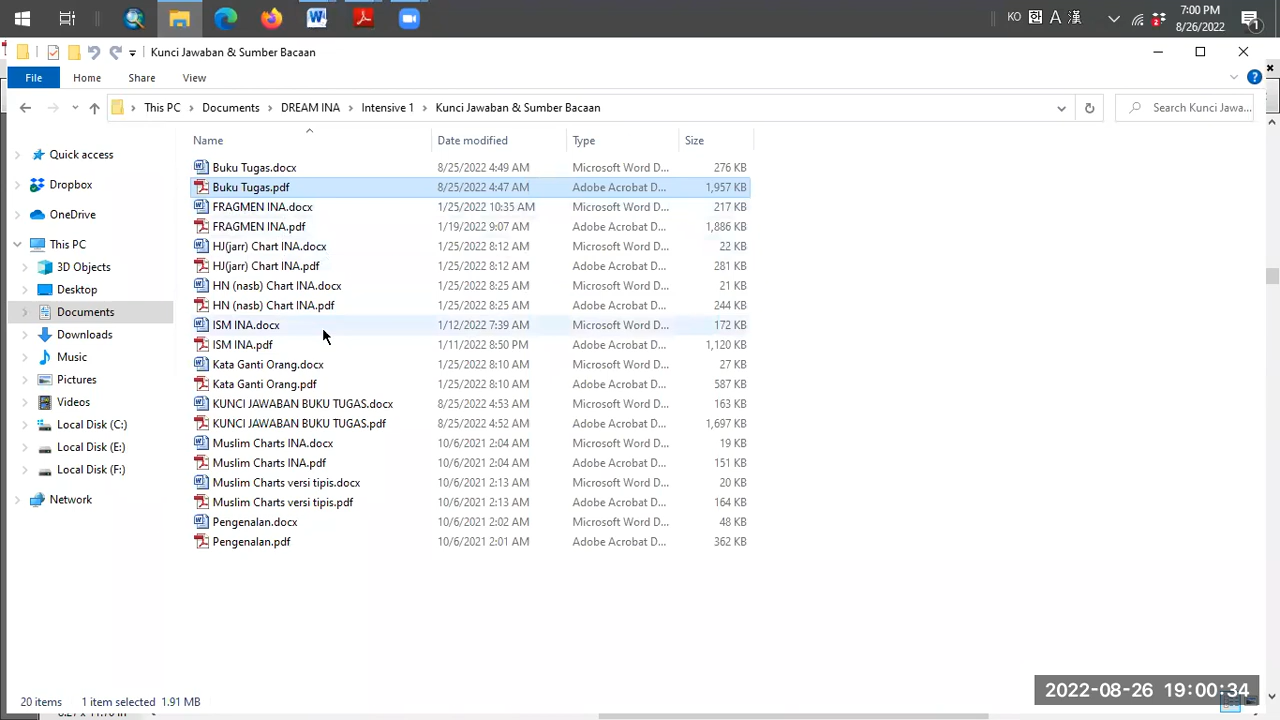 KO 한 A 漢 7:00 PM
8/26/2022
Kunci Jawaban & Sumber Bacaan
File Home Share View
This PC Documents DREAM INA Intensive 1 Kunci Jawaban & Sumber Bacaan Search Kunci Jawa...
Name Date modified Type Size
Quick access
Dropbox
OneDrive
This PC
3D Objects
Desktop
Documents
Downloads
Music
Pictures
Videos
Local Disk (C:)
Local Disk (E:)
Local Disk (F:)
Network
Buku Tugas.docx 8/25/2022 4:49 AM Microsoft Word D... 276 KB
Buku Tugas.pdf 8/25/2022 4:47 AM Adobe Acrobat D... 1,957 KB
FRAGMEN INA.docx 1/25/2022 10:35 AM Microsoft Word D... 217 KB
FRAGMEN INA.pdf 1/19/2022 9:07 AM Adobe Acrobat D... 1,886 KB
HJ(jarr) Chart INA.docx 1/25/2022 8:12 AM Microsoft Word D... 22 KB
HJ(jarr) Chart INA.pdf 1/25/2022 8:12 AM Adobe Acrobat D... 281 KB
HN (nasb) Chart INA.docx 1/25/2022 8:25 AM Microsoft Word D... 21 KB
HN (nasb) Chart INA.pdf 1/25/2022 8:25 AM Adobe Acrobat D... 244 KB
ISM INA.docx 1/12/2022 7:39 AM Microsoft Word D... 172 KB
ISM INA.pdf 1/11/2022 8:50 PM Adobe Acrobat D... 1,120 KB
Kata Ganti Orang.docx 1/25/2022 8:10 AM Microsoft Word D... 27 KB
Kata Ganti Orang.pdf 1/25/2022 8:10 AM Adobe Acrobat D... 587 KB
KUNCI JAWABAN BUKU TUGAS.docx 8/25/2022 4:53 AM Microsoft Word D... 163 KB
KUNCI JAWABAN BUKU TUGAS.pdf 8/25/2022 4:52 AM Adobe Acrobat D... 1,697 KB
Muslim Charts INA.docx 10/6/2021 2:04 AM Microsoft Word D... 19 KB
Muslim Charts INA.pdf 10/6/2021 2:04 AM Adobe Acrobat D... 151 KB
Muslim Charts versi tipis.docx 10/6/2021 2:13 AM Microsoft Word D... 20 KB
Muslim Charts versi tipis.pdf 10/6/2021 2:13 AM Adobe Acrobat D... 164 KB
Pengenalan.docx 10/6/2021 2:02 AM Microsoft Word D... 48 KB
Pengenalan.pdf 10/6/2021 2:01 AM Adobe Acrobat D... 362 KB
20 items 1 item selected 1.91 MB
2022-08-26 19:00:34